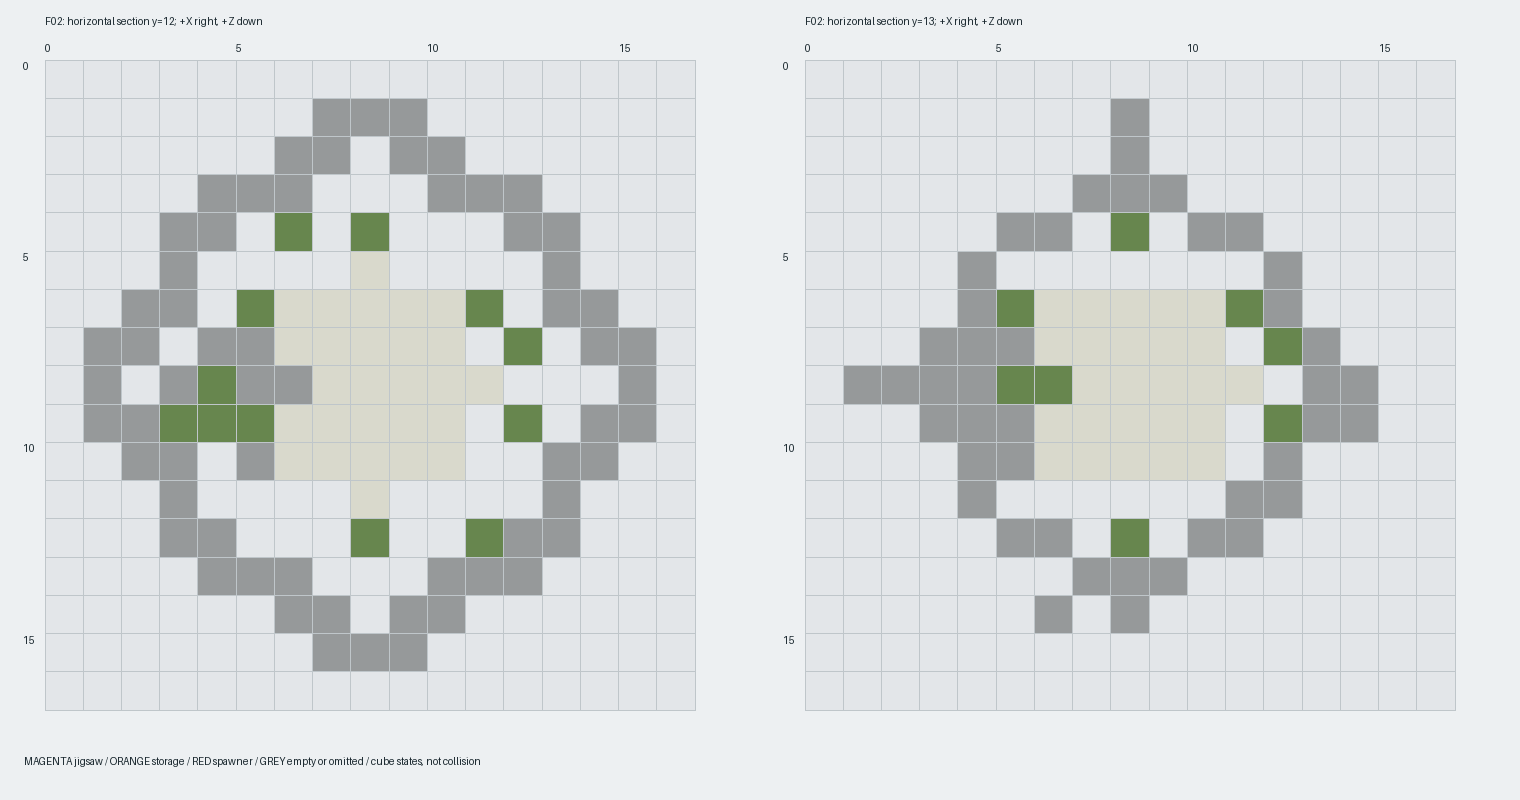 F02: horizontal section y=12; +X right, +Z down
F02: horizontal section y=13; +X right, +Z down
0 5 10 15
0 5 10 15
0 0
5 5
10 10
15 15
MAGENTA jigsaw / ORANGE storage / RED spawner / GREY empty or omitted / cube states, not collision